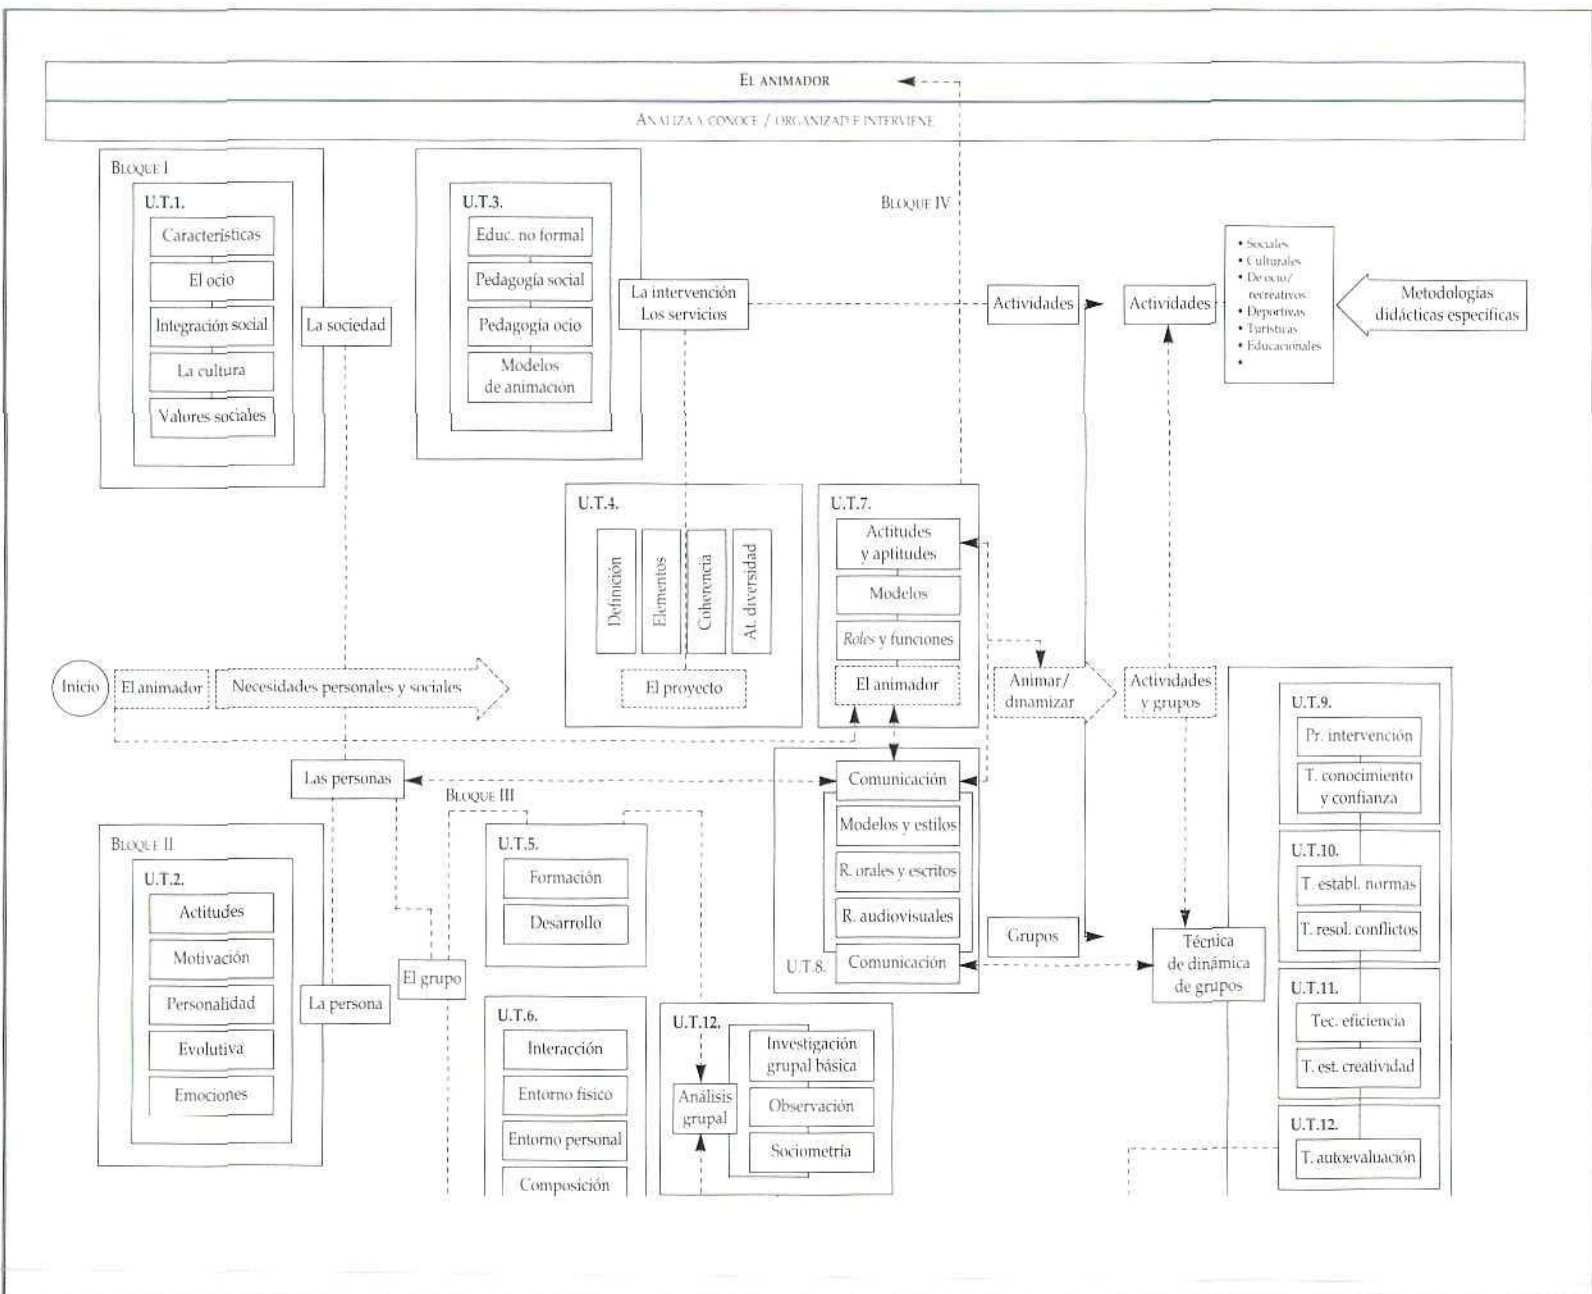 EL ANIMADOR
ANALIZA Y CONOCE / ORGANIZAD E INTERVIENE
BLOQUE I
U.T.1.
Características
El ocio
Integración social
La cultura
Valores sociales
La sociedad
U.T.3.
Educ. no formal
Pedagogía social
Pedagogía ocio
Modelos
de animación
La intervención
Los servicios
BLOQUE IV
Actividades
Actividades
• Sociales
• Culturales
• De ocio/
recreativos
• Deportivas
• Turísticas
• Educacionales
•
Metodologías
didácticas específicas
U.T.4.
Definición
Elementos
Coherencia
At. diversidad
El proyecto
U.T.7.
Actitudes
y aptitudes
Modelos
Roles y funciones
El animador
Inicio
El animador
Necesidades personales y sociales
Animar/
dinamizar
Actividades
y grupos
Las personas
BLOQUE II
U.T.2.
Actitudes
Motivación
Personalidad
Evolutiva
Emociones
La persona
El grupo
BLOQUE III
U.T.5.
Formación
Desarrollo
U.T.6.
Interacción
Entorno físico
Entorno personal
Composición
U.T.12.
Análisis
grupal
Investigación
grupal básica
Observación
Sociometría
Comunicación
Modelos y estilos
R. orales y escritos
R. audiovisuales
U.T.8.
Comunicación
Grupos
Técnica
de dinámica
de grupos
U.T.9.
Pr. intervención
T. conocimiento
y confianza
U.T.10.
T. establ. normas
T. resol. conflictos
U.T.11.
Tec. eficiencia
T. est. creatividad
U.T.12.
T. autoevaluación